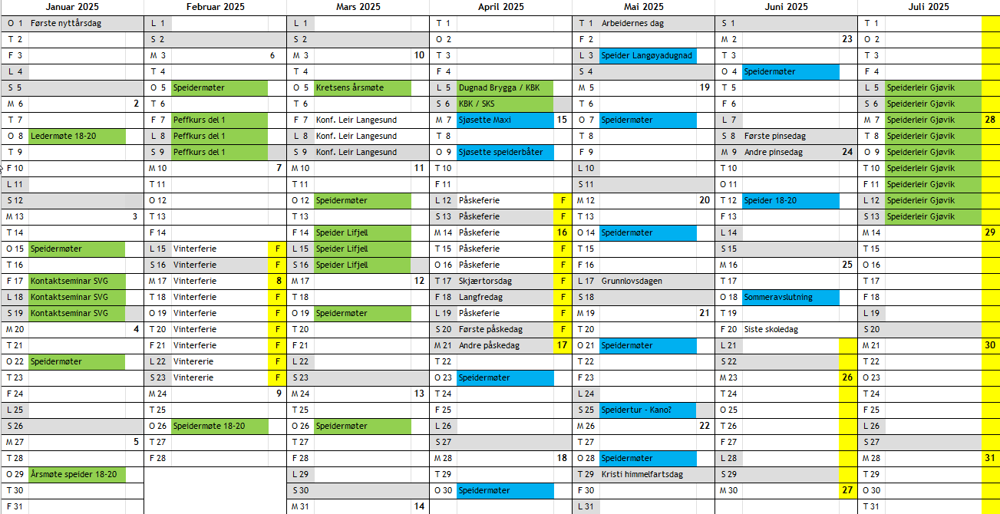 Januar 2025
O 1 Første nyttårsdag
T 2
F 3
L 4
S 5
M 6 2
T 7
O 8 Ledermøte 18-20
T 9
F 10
L 11
S 12
M 13 3
T 14
O 15 Speidermøter
T 16
F 17 Kontaktseminar SVG
L 18 Kontaktseminar SVG
S 19 Kontaktseminar SVG
M 20 4
T 21
O 22 Speidermøter
T 23
F 24
L 25
S 26
M 27 5
T 28
O 29 Årsmøte speider 18-20
T 30
F 31
Februar 2025
L 1
S 2
M 3 6
T 4
O 5 Speidermøter
T 6
F 7 Peffkurs del 1
L 8 Peffkurs del 1
S 9 Peffkurs del 1
M 10 7
T 11
O 12
T 13
F 14
L 15 Vinterferie F
S 16 Vinterferie F
M 17 Vinterferie 8
T 18 Vinterferie F
O 19 Vinterferie F
T 20 Vinterferie F
F 21 Vinterferie F
L 22 Vintererie F
S 23 Vintererie F
M 24 9
T 25
O 26 Speidermøte 18-20
T 27
F 28
Mars 2025
L 1
S 2
M 3 10
T 4
O 5 Kretsens årsmøte
T 6
F 7 Konf. Leir Langesund
L 8 Konf. Leir Langesund
S 9 Konf. Leir Langesund
M 10 11
T 11
O 12 Speidermøter
T 13
F 14 Speider Lifjell
L 15 Speider Lifjell
S 16 Speider Lifjell
M 17 12
T 18
O 19 Speidermøter
T 20
F 21
L 22
S 23
M 24 13
T 25
O 26 Speidermøter
T 27
F 28
L 29
S 30
M 31 14
April 2025
T 1
O 2
T 3
F 4
L 5 Dugnad Brygga / KBK
S 6 KBK / SKS
M 7 Sjøsette Maxi 15
T 8
O 9 Sjøsette speiderbåter
T 10
F 11
L 12 Påskeferie F
S 13 Påskeferie F
M 14 Påskeferie 16
T 15 Påskeferie F
O 16 Påskeferie F
T 17 Skjærtorsdag F
F 18 Langfredag F
L 19 Påskeferie F
S 20 Første påskedag F
M 21 Andre påskedag 17
T 22
O 23 Speidermøter
T 24
F 25
L 26
S 27
M 28 18
T 29
O 30 Speidermøter
Mai 2025
T 1 Arbeidernes dag
F 2
L 3 Speider Langøyadugnad
S 4
M 5 19
T 6
O 7 Speidermøter
T 8
F 9
L 10
S 11
M 12 20
T 13
O 14 Speidermøter
T 15
F 16
L 17 Grunnlovsdagen
S 18
M 19 21
T 20
O 21 Speidermøter
T 22
F 23
L 24
S 25 Speidertur - Kano?
M 26 22
T 27
O 28 Speidermøter
T 29 Kristi himmelfartsdag
F 30
L 31
Juni 2025
S 1
M 2 23
T 3
O 4 Speidermøter
T 5
F 6
L 7
S 8 Første pinsedag
M 9 Andre pinsedag 24
T 10
O 11
T 12 Speider 18-20
F 13
L 14
S 15
M 16 25
T 17
O 18 Sommeravslutning
T 19
F 20 Siste skoledag
L 21
S 22
M 23 26
T 24
O 25
T 26
F 27
L 28
S 29
M 30 27
Juli 2025
T 1
O 2
T 3
F 4
L 5 Speiderleir Gjøvik
S 6 Speiderleir Gjøvik
M 7 Speiderleir Gjøvik 28
T 8 Speiderleir Gjøvik
O 9 Speiderleir Gjøvik
T 10 Speiderleir Gjøvik
F 11 Speiderleir Gjøvik
L 12 Speiderleir Gjøvik
S 13 Speiderleir Gjøvik
M 14 29
T 15
O 16
T 17
F 18
L 19
S 20
M 21 30
T 22
O 23
T 24
F 25
L 26
S 27
M 28 31
T 29
O 30
T 31